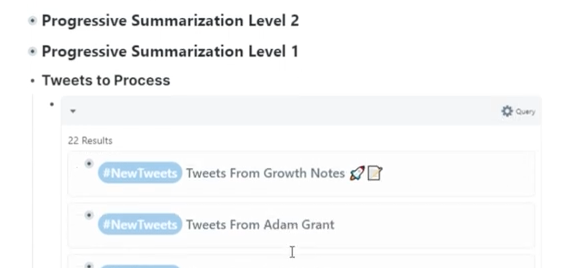 Progressive Summarization Level 2
Progressive Summarization Level 1
Tweets to Process
Query
22 Results
#NewTweets Tweets From Growth Notes 🚀📝
#NewTweets Tweets From Adam Grant